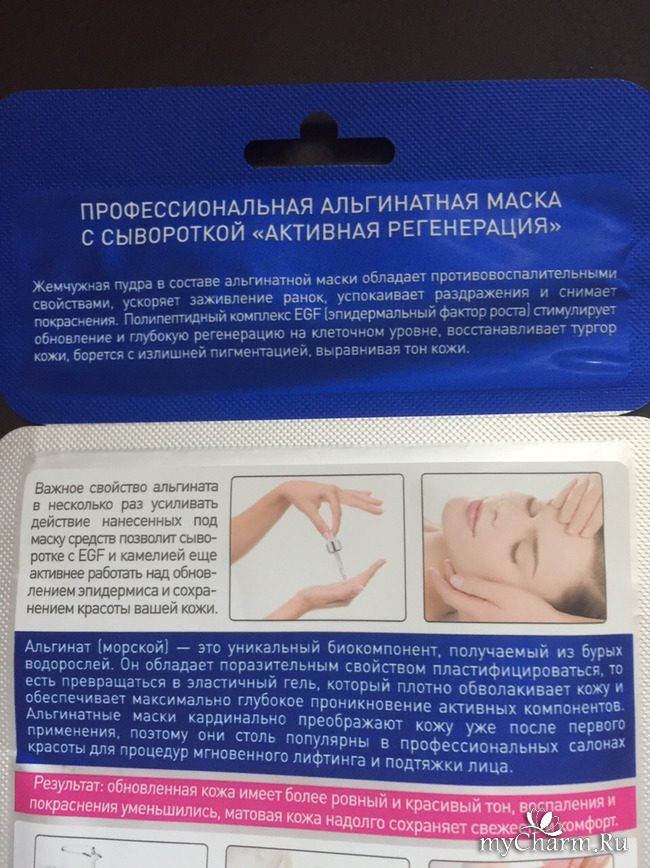 ПРОФЕССИОНАЛЬНАЯ АЛЬГИНАТНАЯ МАСКА
С СЫВОРОТКОЙ «АКТИВНАЯ РЕГЕНЕРАЦИЯ»
Жемчужная пудра в составе альгинатной маски обладает противовоспалительными
свойствами, ускоряет заживление ранок, успокаивает раздражения и снимает
покраснения. Полипептидный комплекс EGF (эпидермальный фактор роста) стимулирует
обновление и глубокую регенерацию на клеточном уровне, восстанавливает тургор
кожи, борется с излишней пигментацией, выравнивая тон кожи.
Важное свойство альгината
в несколько раз усиливать
действие нанесенных под
маску средств позволит сыво-
ротке с EGF и камелией еще
активнее работать над обнов-
лением эпидермиса и сохра-
нением красоты вашей кожи.
Альгинат (морской) — это уникальный биокомпонент, получаемый из бурых
водорослей. Он обладает поразительным свойством пластифицироваться, то
есть превращаться в эластичный гель, который плотно обволакивает кожу и
обеспечивает максимально глубокое проникновение активных компонентов.
Альгинатные маски кардинально преображают кожу уже после первого
применения, поэтому они столь популярны в профессиональных салонах
красоты для процедур мгновенного лифтинга и подтяжки лица.
Результат: обновленная кожа имеет более ровный и красивый тон, воспаления и
покраснения уменьшились, матовая кожа надолго сохраняет свежесть и комфорт.
myCharm.Ru